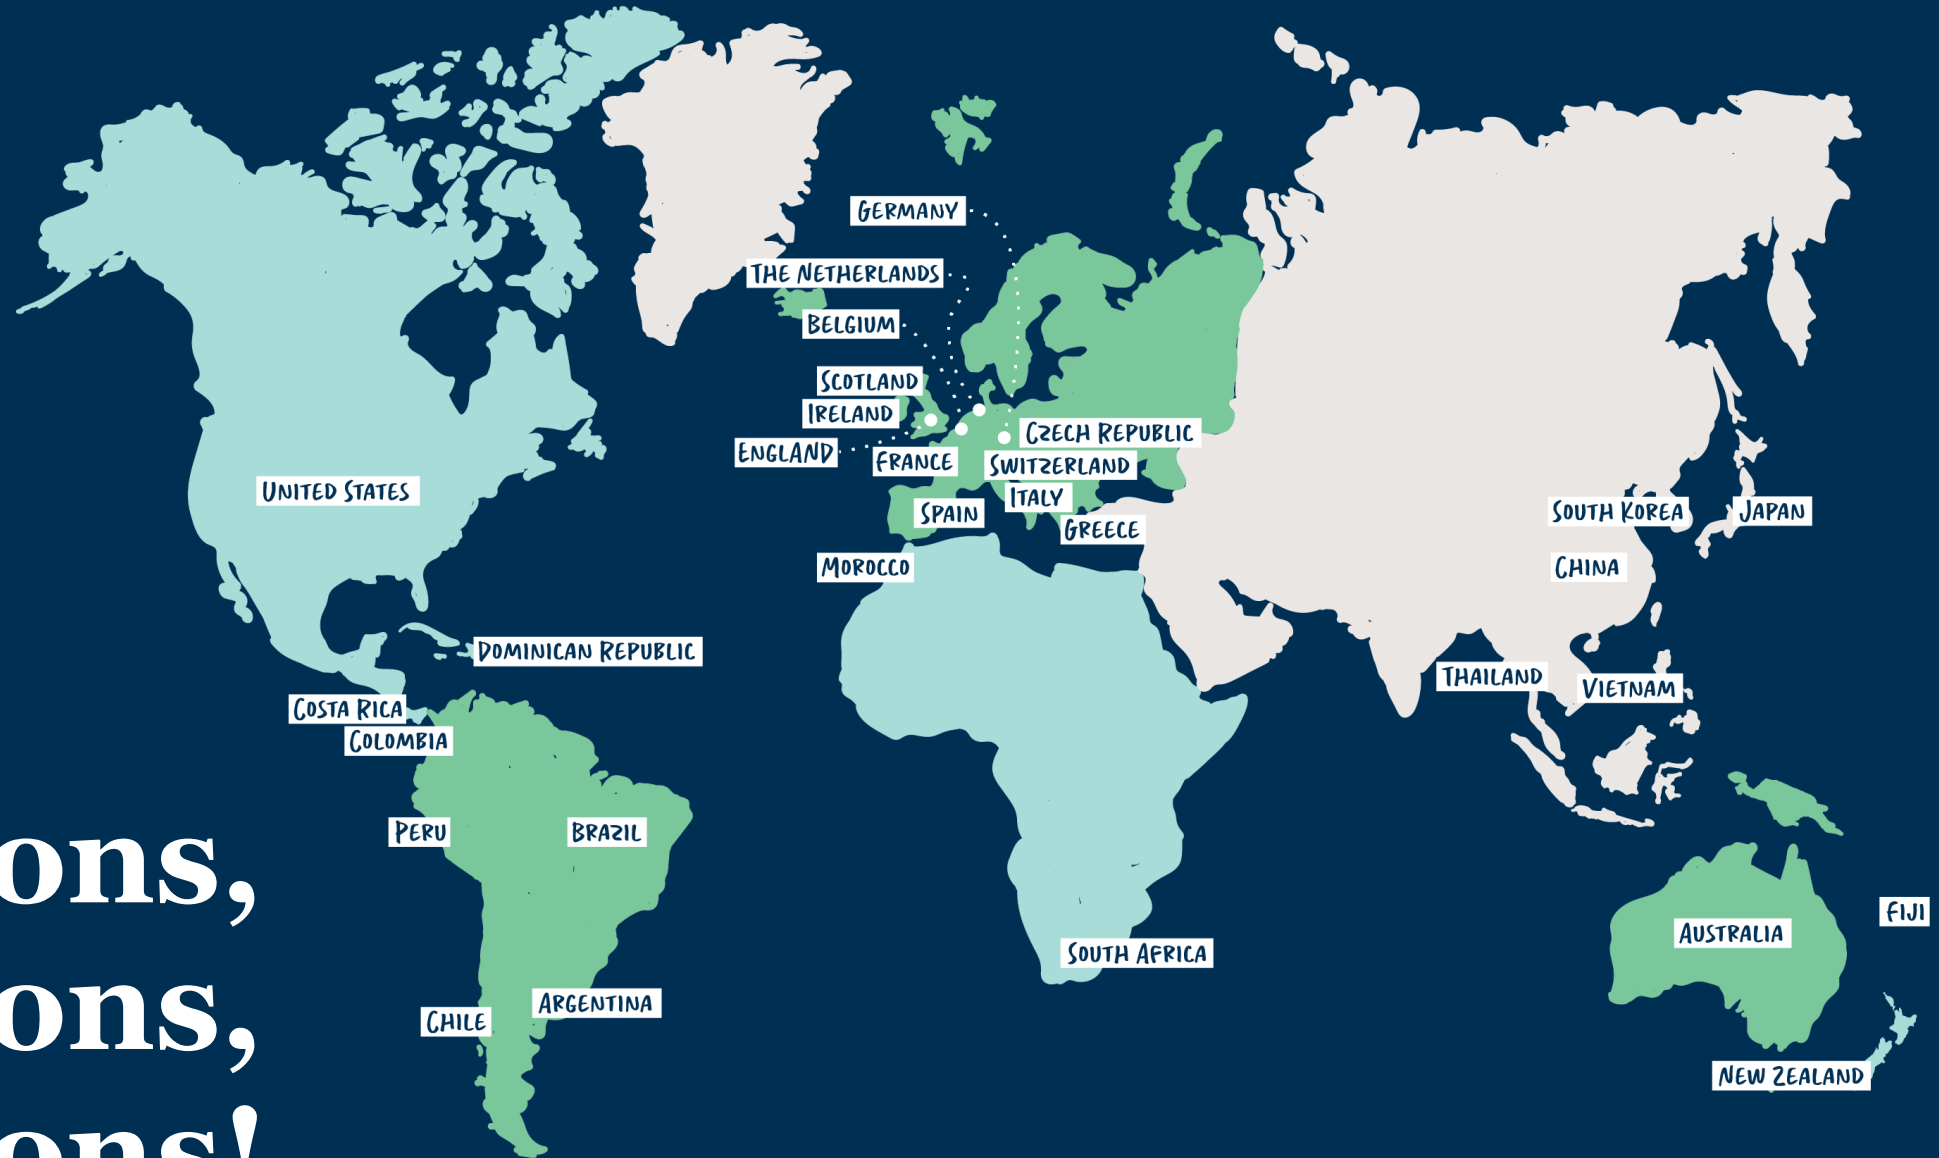 GERMANY
THE NETHERLANDS
BELGIUM
SCOTLAND
IRELAND
ENGLAND
FRANCE
CZECH REPUBLIC
SWITZERLAND
ITALY
SPAIN
GREECE
MOROCCO
UNITED STATES
SOUTH KOREA
JAPAN
CHINA
DOMINICAN REPUBLIC
COSTA RICA
COLOMBIA
THAILAND
VIETNAM
PERU
BRAZIL
ons,
FIJI
AUSTRALIA
SOUTH AFRICA
ARGENTINA
CHILE
ons,
NEW ZEALAND
ons!